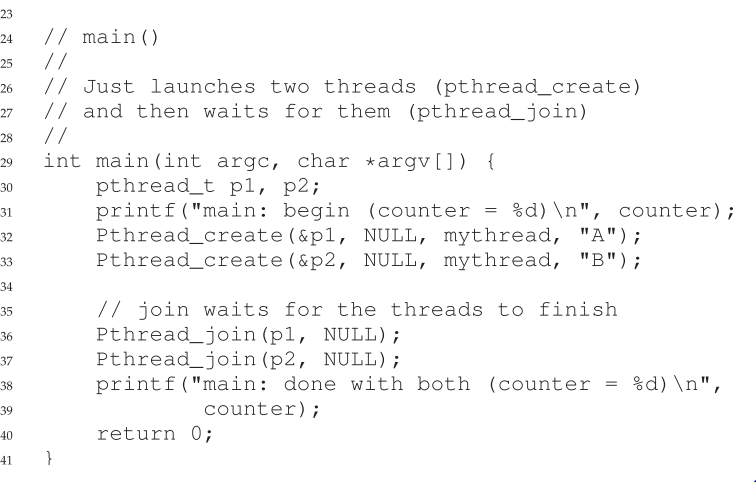 23
24 // main()
25 //
26 // Just launches two threads (pthread_create)
27 // and then waits for them (pthread_join)
28 //
29 int main(int argc, char *argv[]) {
30     pthread_t p1, p2;
31     printf("main: begin (counter = %d)\n", counter);
32     Pthread_create(&p1, NULL, mythread, "A");
33     Pthread_create(&p2, NULL, mythread, "B");
34
35     // join waits for the threads to finish
36     Pthread_join(p1, NULL);
37     Pthread_join(p2, NULL);
38     printf("main: done with both (counter = %d)\n",
39             counter);
40     return 0;
41 }